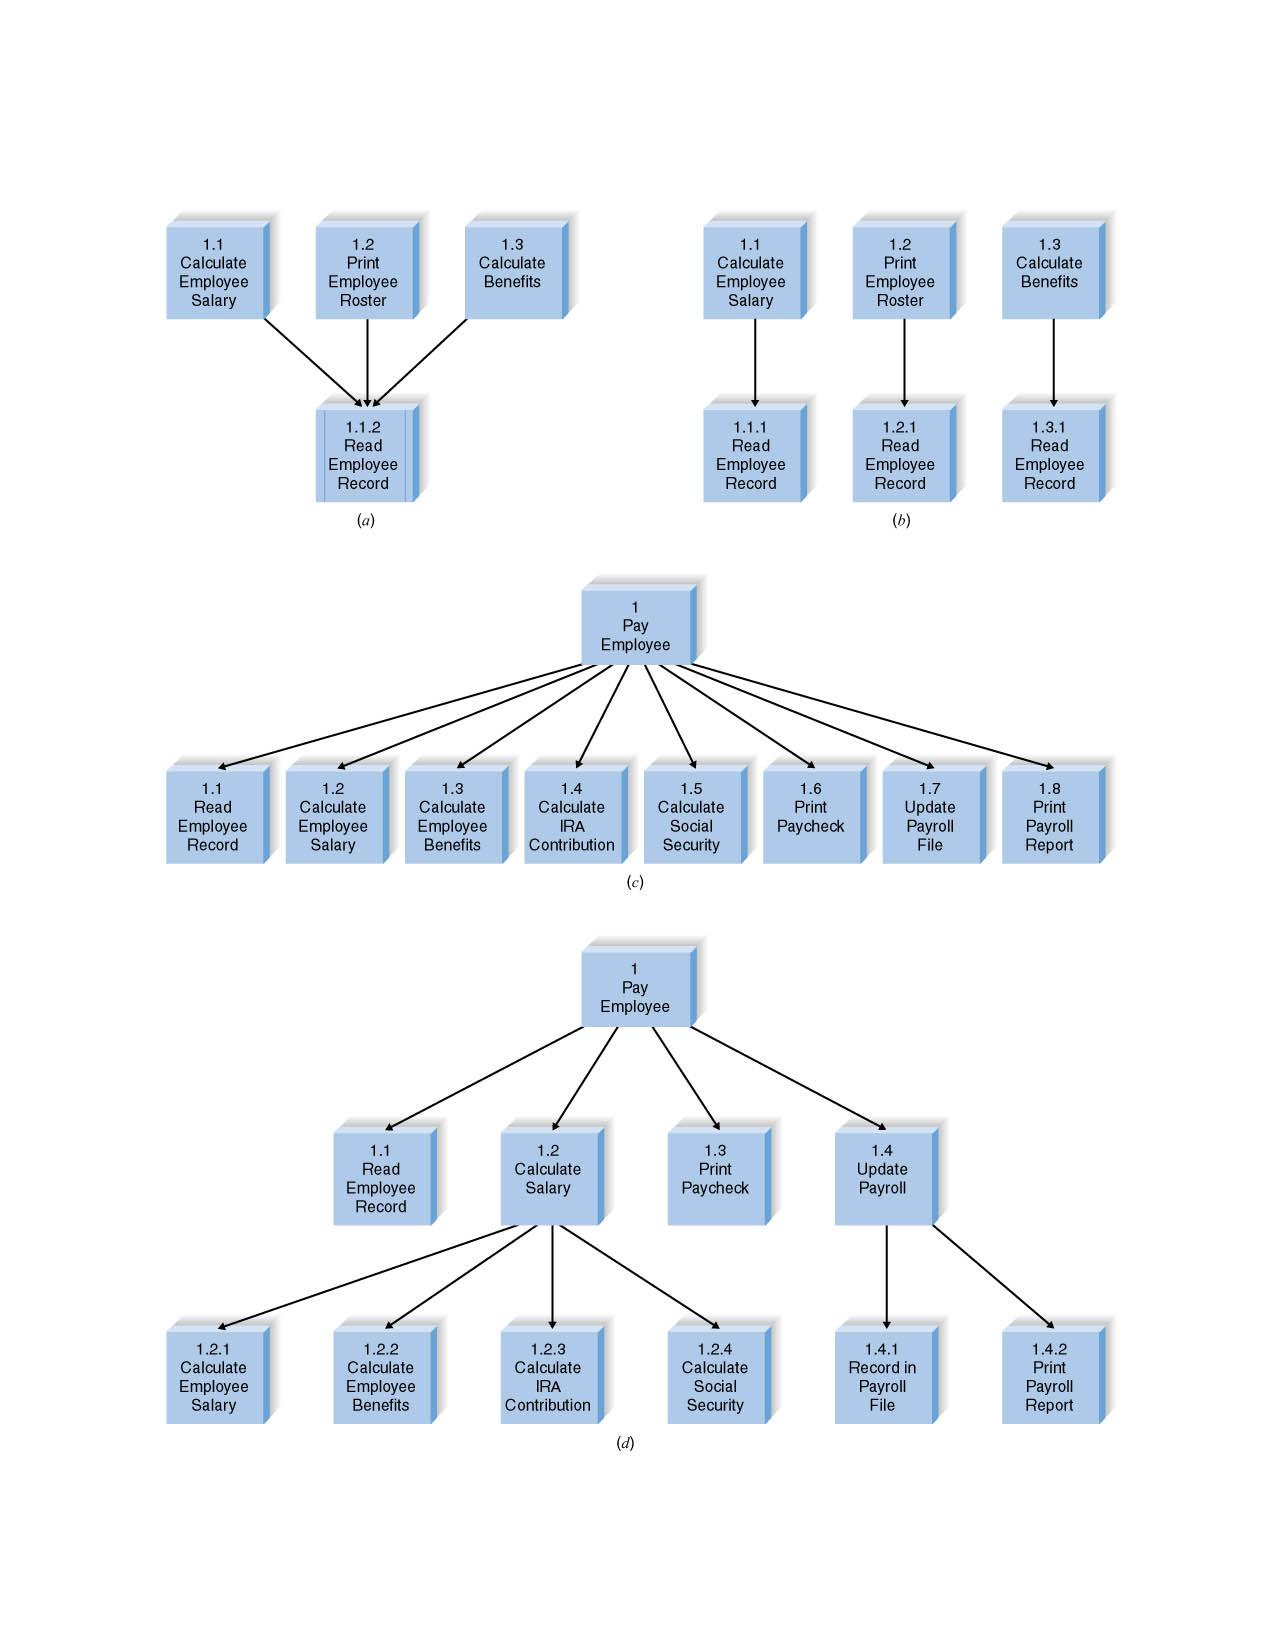 1.1
Calculate
Employee
Salary
1.2
Print
Employee
Roster
1.3
Calculate
Benefits
1.1.2
Read
Employee
Record
(a)
1.1
Calculate
Employee
Salary
1.2
Print
Employee
Roster
1.3
Calculate
Benefits
1.1.1
Read
Employee
Record
1.2.1
Read
Employee
Record
1.3.1
Read
Employee
Record
(b)
1
Pay
Employee
1.1
Read
Employee
Record
1.2
Calculate
Employee
Salary
1.3
Calculate
Employee
Benefits
1.4
Calculate
IRA
Contribution
1.5
Calculate
Social
Security
1.6
Print
Paycheck
1.7
Update
Payroll
File
1.8
Print
Payroll
Report
(c)
1
Pay
Employee
1.1
Read
Employee
Record
1.2
Calculate
Salary
1.3
Print
Paycheck
1.4
Update
Payroll
1.2.1
Calculate
Employee
Salary
1.2.2
Calculate
Employee
Benefits
1.2.3
Calculate
IRA
Contribution
1.2.4
Calculate
Social
Security
1.4.1
Record in
Payroll
File
1.4.2
Print
Payroll
Report
(d)